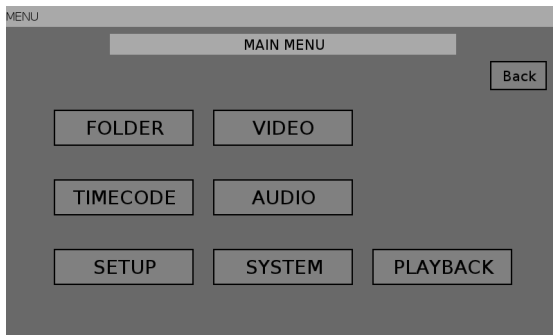 MENU
MAIN MENU
Back
FOLDER VIDEO
TIMECODE AUDIO
SETUP SYSTEM PLAYBACK